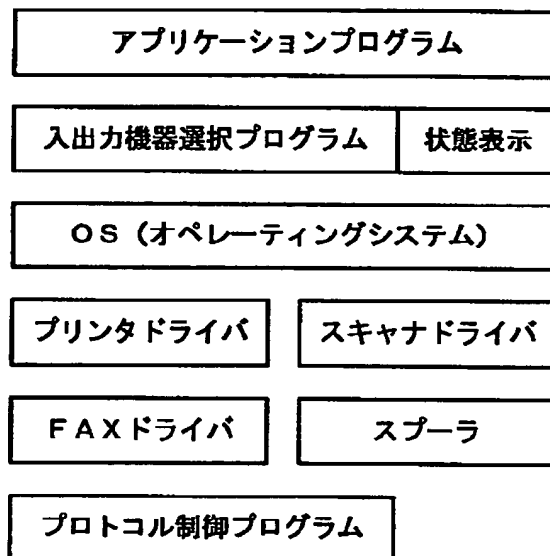 アプリケーションプログラム
入出力機器選択プログラム 状態表示
OS(オペレーティングシステム)
プリンタドライバ スキャナドライバ
FAXドライバ スプーラ
プロトコル制御プログラム